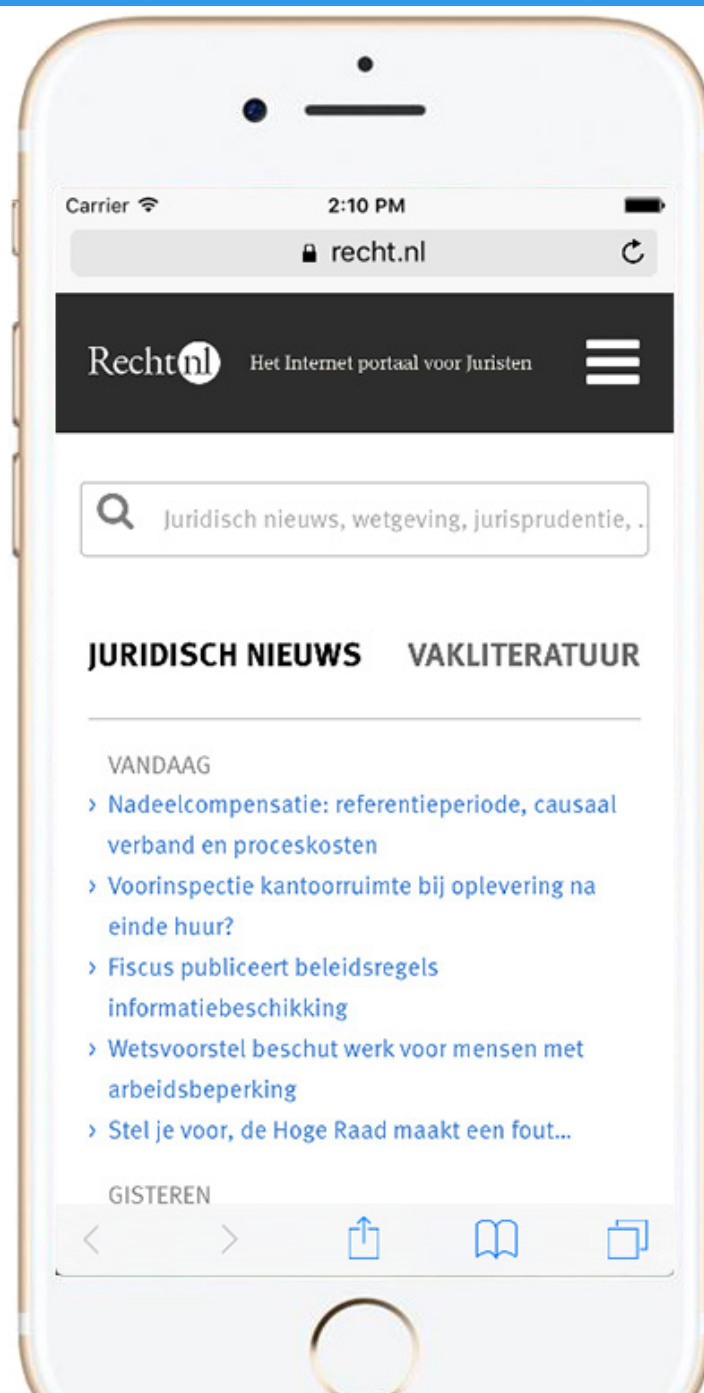 Carrier 2:10 PM
recht.nl
Recht nl Het Internet portaal voor Juristen
Juridisch nieuws, wetgeving, jurisprudentie, ..
JURIDISCH NIEUWS VAKLITERATUUR
VANDAAG
› Nadeelcompensatie: referentieperiode, causaal
verband en proceskosten
› Voorinspectie kantoorruimte bij oplevering na
einde huur?
› Fiscus publiceert beleidsregels
informatiebeschikking
› Wetsvoorstel beschut werk voor mensen met
arbeidsbeperking
› Stel je voor, de Hoge Raad maakt een fout...
GISTEREN